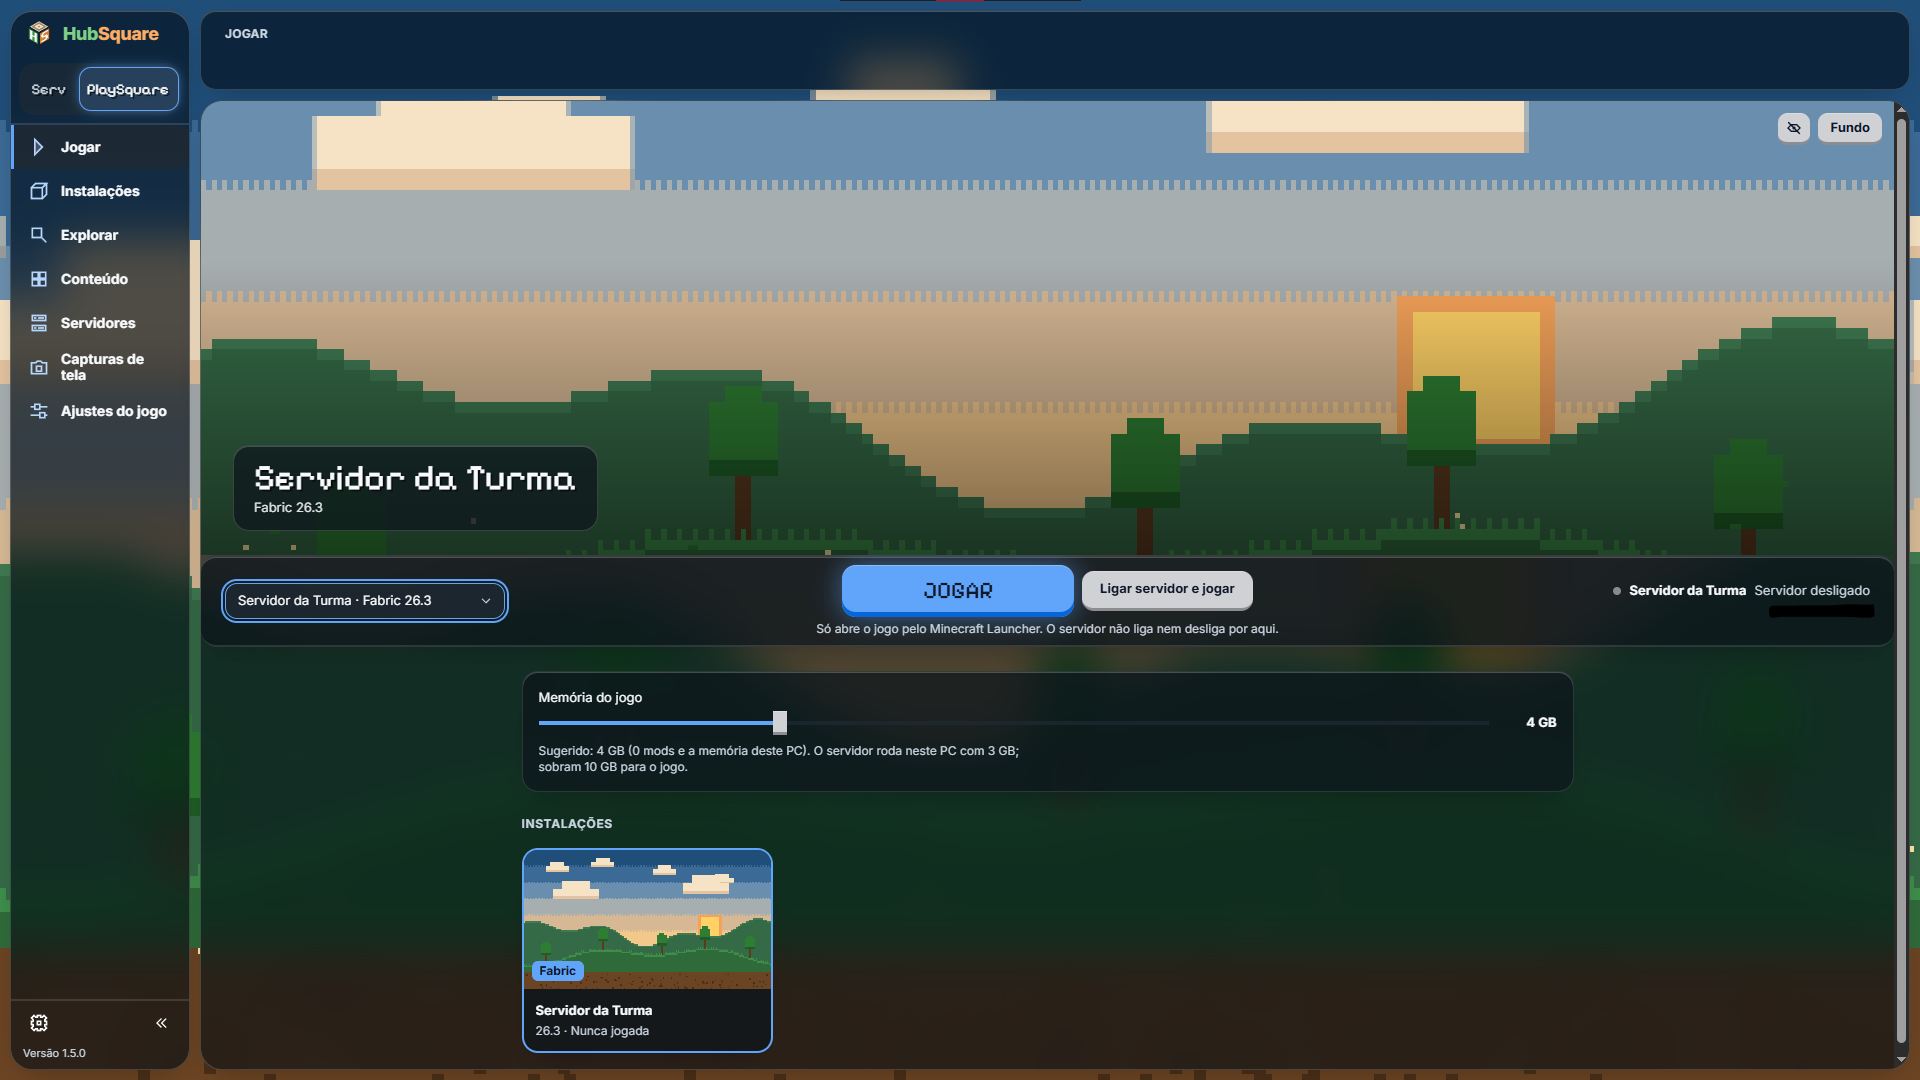 HubSquare
Serv
PlaySquare
Jogar
Instalações
Explorar
Conteúdo
Servidores
Capturas de
tela
Ajustes do jogo
Versão 1.5.0
JOGAR
Fundo
Servidor da Turma
Fabric 26.3
Servidor da Turma · Fabric 26.3
JOGAR
Ligar servidor e jogar
Só abre o jogo pelo Minecraft Launcher. O servidor não liga nem desliga por aqui.
Servidor da Turma Servidor desligado
Memória do jogo
4 GB
Sugerido: 4 GB (0 mods e a memória deste PC). O servidor roda neste PC com 3 GB;
sobram 10 GB para o jogo.
INSTALAÇÕES
Fabric
Servidor da Turma
26.3 · Nunca jogada